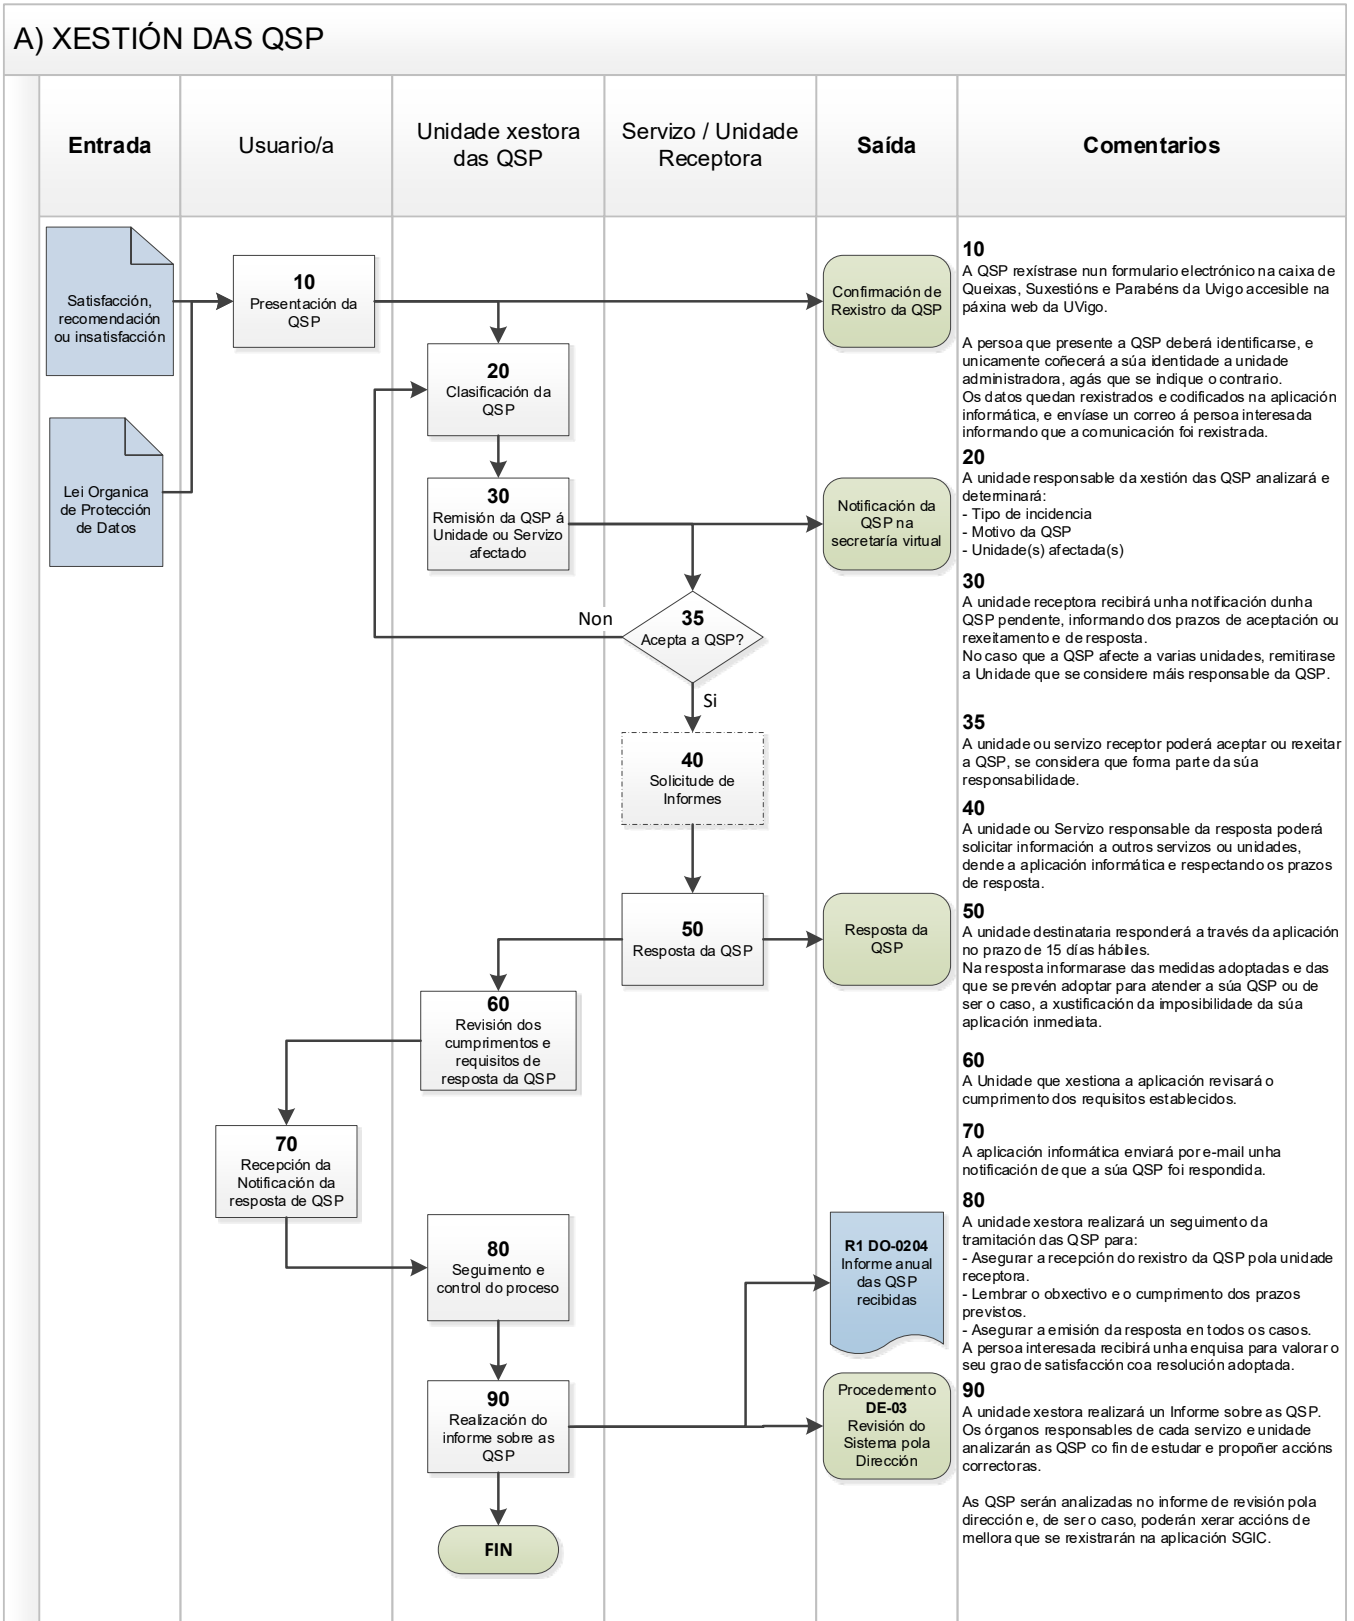 A) XESTIÓN DAS QSP
Entrada
Usuario/a
Unidade xestora
das QSP
Servizo / Unidade
Receptora
Saída
Comentarios
Satisfacción,
recomendación
ou insatisfacción
Lei Organica
de Protección
de Datos
10
Presentación da
QSP
20
Clasificación da
QSP
30
Remisión da QSP á
Unidade ou Servizo
afectado
35
Acepta a QSP?
Non
Si
40
Solicitude de
Informes
50
Resposta da QSP
60
Revisión dos
cumprimentos e
requisitos de
resposta da QSP
70
Recepción da
Notificación da
resposta de QSP
80
Seguimento e
control do proceso
90
Realización do
informe sobre as
QSP
FIN
Confirmación de
Rexistro da QSP
Notificación da
QSP na
secretaría virtual
Resposta da
QSP
R1 DO-0204
Informe anual
das QSP
recibidas
Procedemento
DE-03
Revisión do
Sistema pola
Dirección
10
A QSP rexístrase nun formulario electrónico na caixa de
Queixas, Suxestións e Parabéns da Uvigo accesible na
páxina web da UVigo.
A persoa que presente a QSP deberá identificarse, e
unicamente coñecerá a súa identidade a unidade
administradora, agás que se indique o contrario.
Os datos quedan rexistrados e codificados na aplicación
informática, e envíase un correo á persoa interesada
informando que a comunicación foi rexistrada.
20
A unidade responsable da xestión das QSP analizará e
determinará:
- Tipo de incidencia
- Motivo da QSP
- Unidade(s) afectada(s)
30
A unidade receptora recibirá unha notificación dunha
QSP pendente, informando dos prazos de aceptación ou
rexeitamento e de resposta.
No caso que a QSP afecte a varias unidades, remitirase
a Unidade que se considere máis responsable da QSP.
35
A unidade ou servizo receptor poderá aceptar ou rexeitar
a QSP, se considera que forma parte da súa
responsabilidade.
40
A unidade ou Servizo responsable da resposta poderá
solicitar información a outros servizos ou unidades,
dende a aplicación informática e respectando os prazos
de resposta.
50
A unidade destinataria responderá a través da aplicación
no prazo de 15 días hábiles.
Na resposta informarase das medidas adoptadas e das
que se prevén adoptar para atender a súa QSP ou de
ser o caso, a xustificación da imposibilidade da súa
aplicación inmediata.
60
A Unidade que xestiona a aplicación revisará o
cumprimento dos requisitos establecidos.
70
A aplicación informática enviará por e-mail unha
notificación de que a súa QSP foi respondida.
80
A unidade xestora realizará un seguimento da
tramitación das QSP para:
- Asegurar a recepción do rexistro da QSP pola unidade
receptora.
- Lembrar o obxectivo e o cumprimento dos prazos
previstos.
- Asegurar a emisión da resposta en todos os casos.
A persoa interesada recibirá unha enquisa para valorar o
seu grao de satisfacción coa resolución adoptada.
90
A unidade xestora realizará un Informe sobre as QSP.
Os órganos responsables de cada servizo e unidade
analizarán as QSP co fin de estudar e propoñer accións
correctoras.
As QSP serán analizadas no informe de revisión pola
dirección e, de ser o caso, poderán xerar accións de
mellora que se rexistrarán na aplicación SGIC.